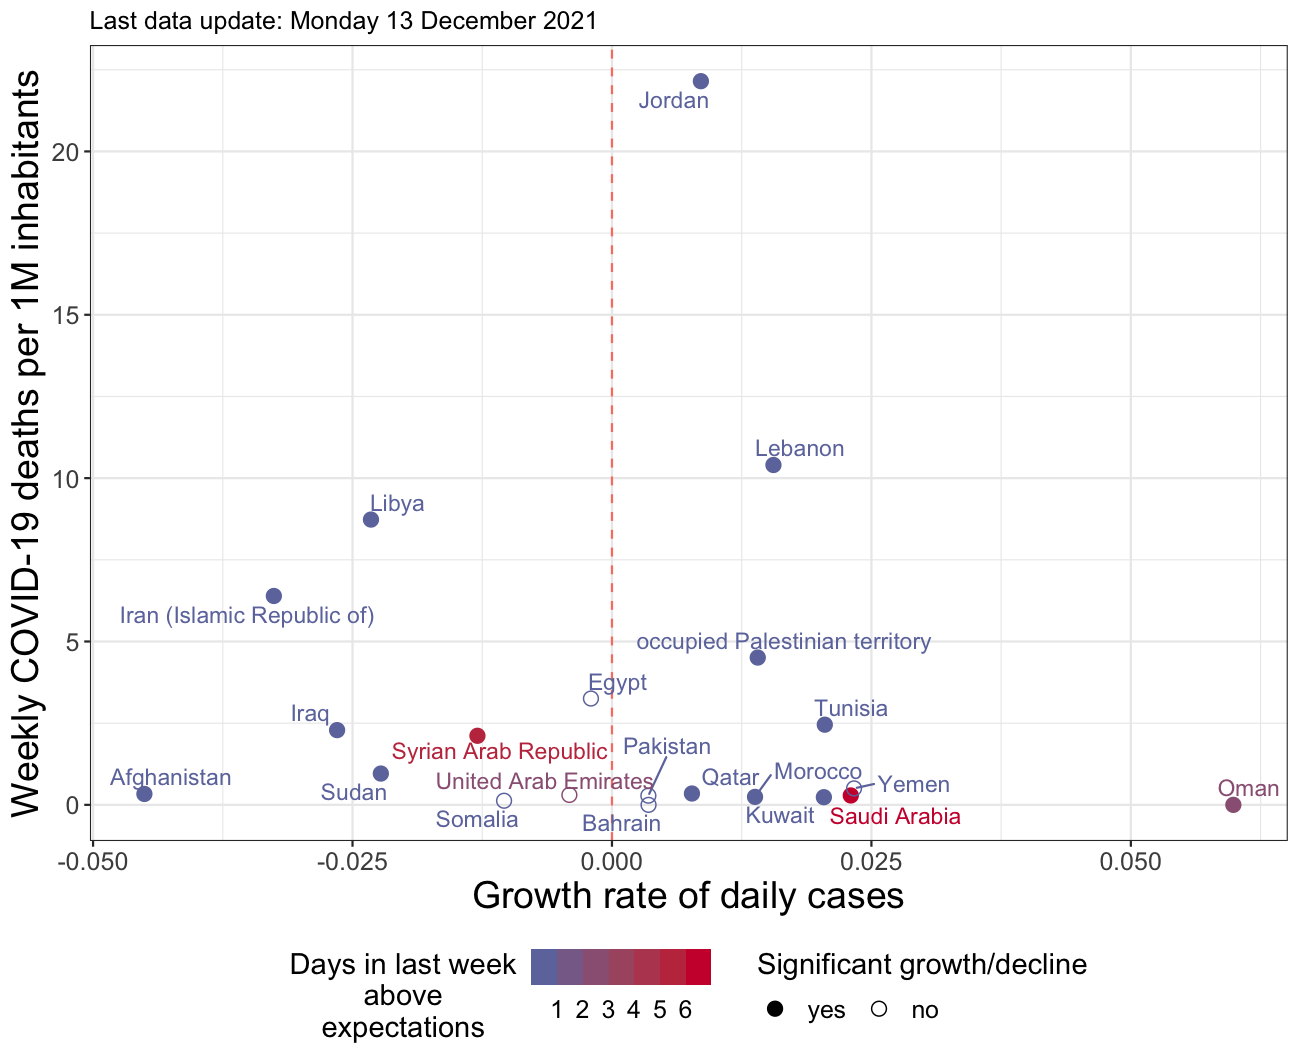 Last data update: Monday 13 December 2021
Weekly COVID-19 deaths per 1M inhabitants
20
15
10
5
0
Jordan
Lebanon
Libya
Iran (Islamic Republic of)
occupied Palestinian territory
Egypt
Iraq
Tunisia
Syrian Arab Republic
Pakistan
Afghanistan
United Arab Emirates
Qatar
Morocco
Yemen
Oman
Sudan
Somalia
Bahrain
Kuwait
Saudi Arabia
-0.050
-0.025
0.000
0.025
0.050
Growth rate of daily cases
Days in last week
above
expectations
1 2 3 4 5 6
Significant growth/decline
yes
no